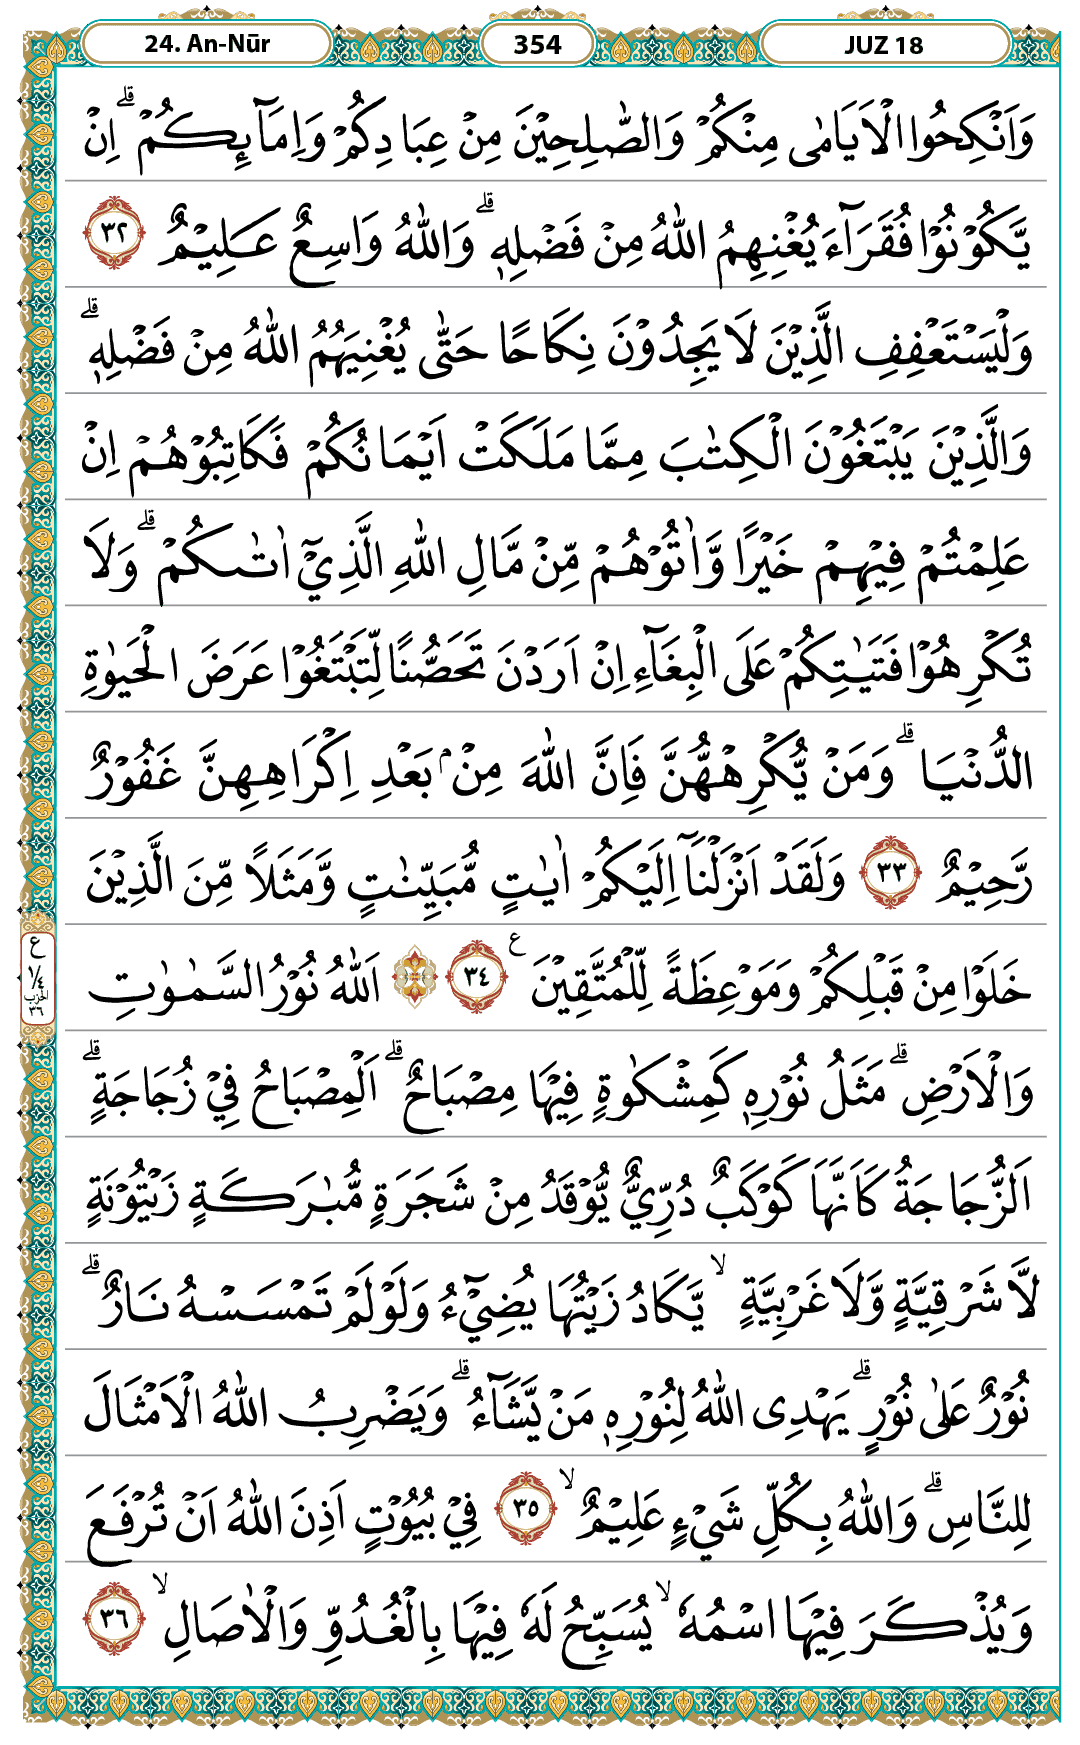 24. An-Nūr
354
JUZ 18
وَاَنْكِحُوا الْاَيَامٰى مِنْكُمْ وَالصّٰلِحِيْنَ مِنْ عِبَادِكُمْ وَاِمَآئِكُمْ ۗ اِنْ
يَّكُوْنُوْا فُقَرَآءَ يُغْنِهِمُ اللّٰهُ مِنْ فَضْلِهٖ ۗ وَاللّٰهُ وَاسِعٌ عَلِيْمٌ ٣٢
وَلْيَسْتَعْفِفِ الَّذِيْنَ لَا يَجِدُوْنَ نِكَاحًا حَتّٰى يُغْنِيَهُمُ اللّٰهُ مِنْ فَضْلِهٖ ۗ
وَالَّذِيْنَ يَبْتَغُوْنَ الْكِتٰبَ مِمَّا مَلَكَتْ اَيْمَانُكُمْ فَكَاتِبُوْهُمْ اِنْ
عَلِمْتُمْ فِيْهِمْ خَيْرًا وَّاٰتُوْهُمْ مِّنْ مَّالِ اللّٰهِ الَّذِيْٓ اٰتٰىكُمْ ۗ وَلَا
تُكْرِهُوْا فَتَيٰتِكُمْ عَلَى الْبِغَآءِ اِنْ اَرَدْنَ تَحَصُّنًا لِّتَبْتَغُوْا عَرَضَ الْحَيٰوةِ
الدُّنْيَا ۗ وَمَنْ يُّكْرِهْهُّنَّ فَاِنَّ اللّٰهَ مِنْۢ بَعْدِ اِكْرَاهِهِنَّ غَفُوْرٌ
رَّحِيْمٌ ٣٣ وَلَقَدْ اَنْزَلْنَآ اِلَيْكُمْ اٰيٰتٍ مُّبَيِّنٰتٍ وَّمَثَلًا مِّنَ الَّذِيْنَ
خَلَوْا مِنْ قَبْلِكُمْ وَمَوْعِظَةً لِّلْمُتَّقِيْنَ ع ٣٤ ۞ اَللّٰهُ نُوْرُ السَّمٰوٰتِ
وَالْاَرْضِ ۗ مَثَلُ نُوْرِهٖ كَمِشْكٰوةٍ فِيْهَا مِصْبَاحٌ ۗ اَلْمِصْبَاحُ فِيْ زُجَاجَةٍ ۗ
اَلزُّجَاجَةُ كَاَنَّهَا كَوْكَبٌ دُرِّيٌّ يُّوْقَدُ مِنْ شَجَرَةٍ مُّبٰرَكَةٍ زَيْتُوْنَةٍ
لَّا شَرْقِيَّةٍ وَّلَا غَرْبِيَّةٍ ۙ يَّكَادُ زَيْتُهَا يُضِيْۤءُ وَلَوْ لَمْ تَمْسَسْهُ نَارٌ ۗ
نُوْرٌ عَلٰى نُوْرٍ ۗ يَهْدِى اللّٰهُ لِنُوْرِهٖ مَنْ يَّشَآءُ ۗ وَيَضْرِبُ اللّٰهُ الْاَمْثَالَ
لِلنَّاسِ ۗ وَاللّٰهُ بِكُلِّ شَيْءٍ عَلِيْمٌ ۙ ٣٥ فِيْ بُيُوْتٍ اَذِنَ اللّٰهُ اَنْ تُرْفَعَ
وَيُذْكَرَ فِيْهَا اسْمُهٗ ۙ يُسَبِّحُ لَهٗ فِيْهَا بِالْغُدُوِّ وَالْاٰصَالِ ۙ ٣٦
ع
١/٤
الحزب
٣٦